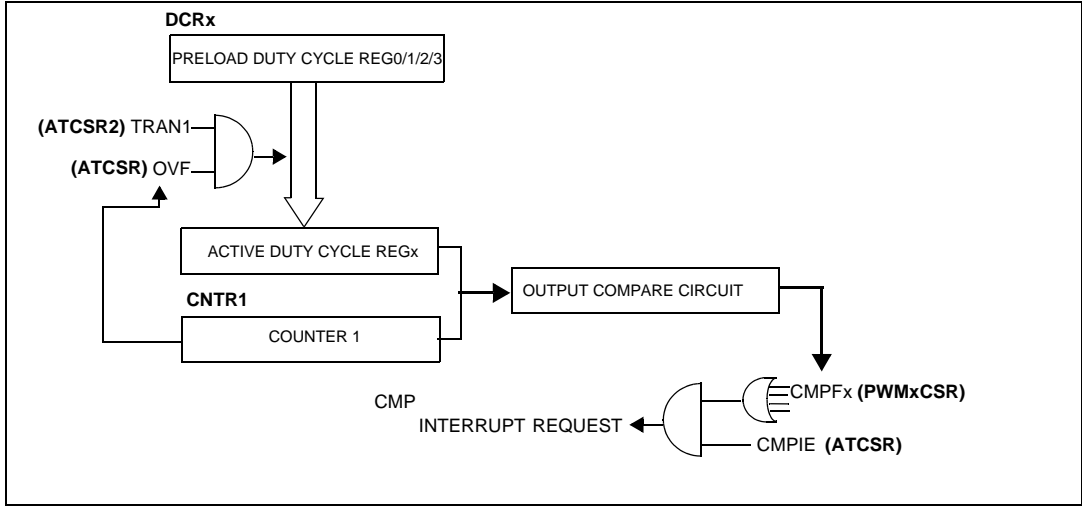 DCRx
PRELOAD DUTY CYCLE REG0/1/2/3
(ATCSR2) TRAN1
(ATCSR) OVF
ACTIVE DUTY CYCLE REGx
CNTR1
OUTPUT COMPARE CIRCUIT
COUNTER 1
CMPFx (PWMxCSR)
CMP
INTERRUPT REQUEST
CMPIE (ATCSR)